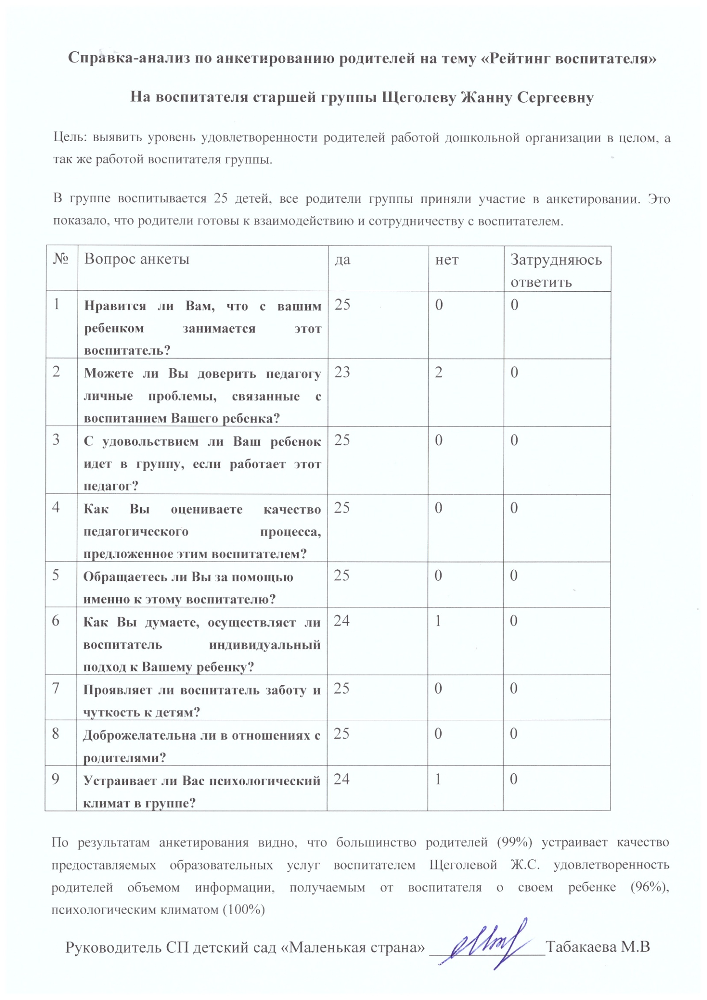 Справка-анализ по анкетированию родителей на тему «Рейтинг воспитателя»
На воспитателя старшей группы Щеголеву Жанну Сергеевну
Цель: выявить уровень удовлетворенности родителей работой дошкольной организации в целом, а
так же работой воспитателя группы.
В группе воспитывается 25 детей, все родители группы приняли участие в анкетировании. Это
показало, что родители готовы к взаимодействию и сотрудничеству с воспитателем.
№ Вопрос анкеты да нет Затрудняюсь
ответить
1 Нравится ли Вам, что с вашим 25 0 0
ребенком занимается этот
воспитатель?
2 Можете ли Вы доверить педагогу 23 2 0
личные проблемы, связанные с
воспитанием Вашего ребенка?
3 С удовольствием ли Ваш ребенок 25 0 0
идет в группу, если работает этот
педагог?
4 Как Вы оцениваете качество 25 0 0
педагогического процесса,
предложенное этим воспитателем?
5 Обращаетесь ли Вы за помощью 25 0 0
именно к этому воспитателю?
6 Как Вы думаете, осуществляет ли 24 1 0
воспитатель индивидуальный
подход к Вашему ребенку?
7 Проявляет ли воспитатель заботу и 25 0 0
чуткость к детям?
8 Доброжелательна ли в отношениях с 25 0 0
родителями?
9 Устраивает ли Вас психологический 24 1 0
климат в группе?
По результатам анкетирования видно, что большинство родителей (99%) устраивает качество
предоставляемых образовательных услуг воспитателем Щеголевой Ж.С. удовлетворенность
родителей объемом информации, получаемым от воспитателя о своем ребенке (96%),
психологическим климатом (100%)
Руководитель СП детский сад «Маленькая страна» ______________Табакаева М.В